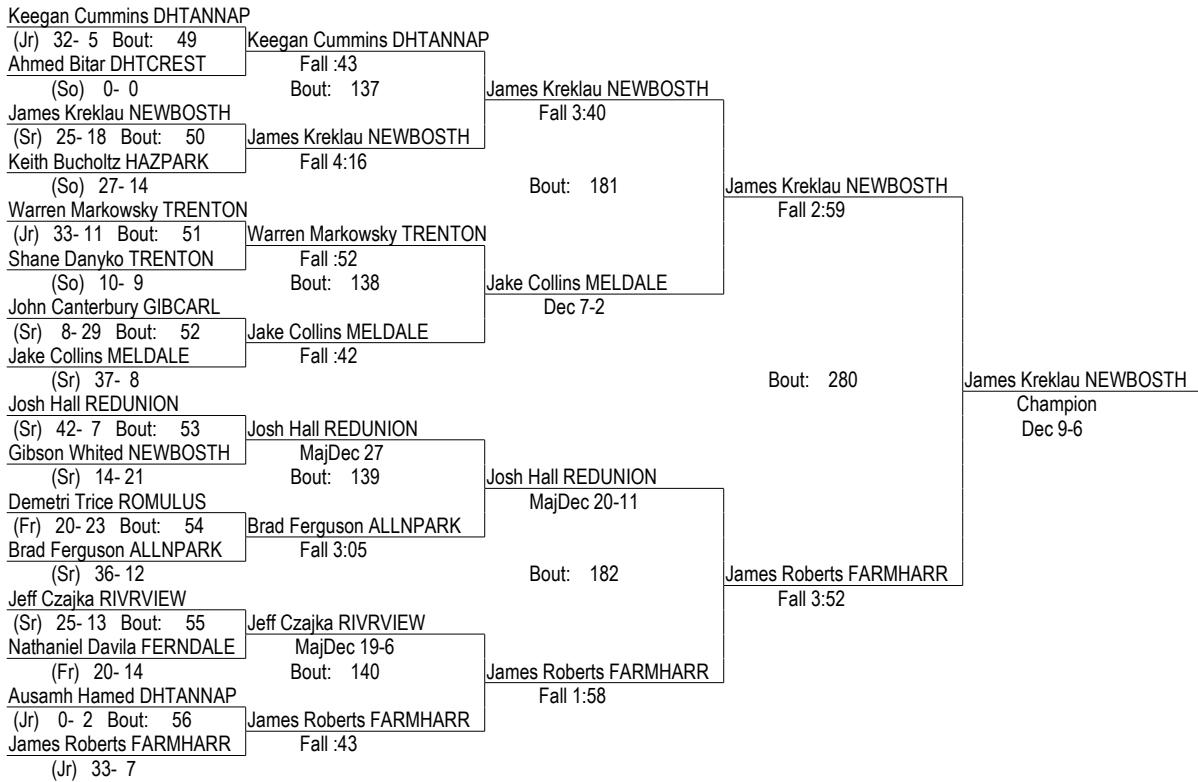 Keegan Cummins DHTANNAP
(Jr) 32- 5 Bout: 49
Keegan Cummins DHTANNAP
Ahmed Bitar DHTCREST
Fall :43
(So) 0- 0
Bout: 137
James Kreklau NEWBOSTH
James Kreklau NEWBOSTH
Fall 3:40
(Sr) 25- 18 Bout: 50
James Kreklau NEWBOSTH
Keith Bucholtz HAZPARK
Fall 4:16
(So) 27- 14
Bout: 181
James Kreklau NEWBOSTH
Warren Markowsky TRENTON
Fall 2:59
(Jr) 33- 11 Bout: 51
Warren Markowsky TRENTON
Shane Danyko TRENTON
Fall :52
(So) 10- 9
Bout: 138
Jake Collins MELDALE
John Canterbury GIBCARL
Dec 7-2
(Sr) 8- 29 Bout: 52
Jake Collins MELDALE
Jake Collins MELDALE
Fall :42
(Sr) 37- 8
Bout: 280
James Kreklau NEWBOSTH
Josh Hall REDUNION
Champion
(Sr) 42- 7 Bout: 53
Josh Hall REDUNION
Dec 9-6
Gibson Whited NEWBOSTH
MajDec 27
(Sr) 14- 21
Bout: 139
Josh Hall REDUNION
Demetri Trice ROMULUS
MajDec 20-11
(Fr) 20- 23 Bout: 54
Brad Ferguson ALLNPARK
Brad Ferguson ALLNPARK
Fall 3:05
(Sr) 36- 12
Bout: 182
James Roberts FARMHARR
Jeff Czajka RIVRVIEW
Fall 3:52
(Sr) 25- 13 Bout: 55
Jeff Czajka RIVRVIEW
Nathaniel Davila FERNDALE
MajDec 19-6
(Fr) 20- 14
Bout: 140
James Roberts FARMHARR
Ausamh Hamed DHTANNAP
Fall 1:58
(Jr) 0- 2 Bout: 56
James Roberts FARMHARR
James Roberts FARMHARR
Fall :43
(Jr) 33- 7